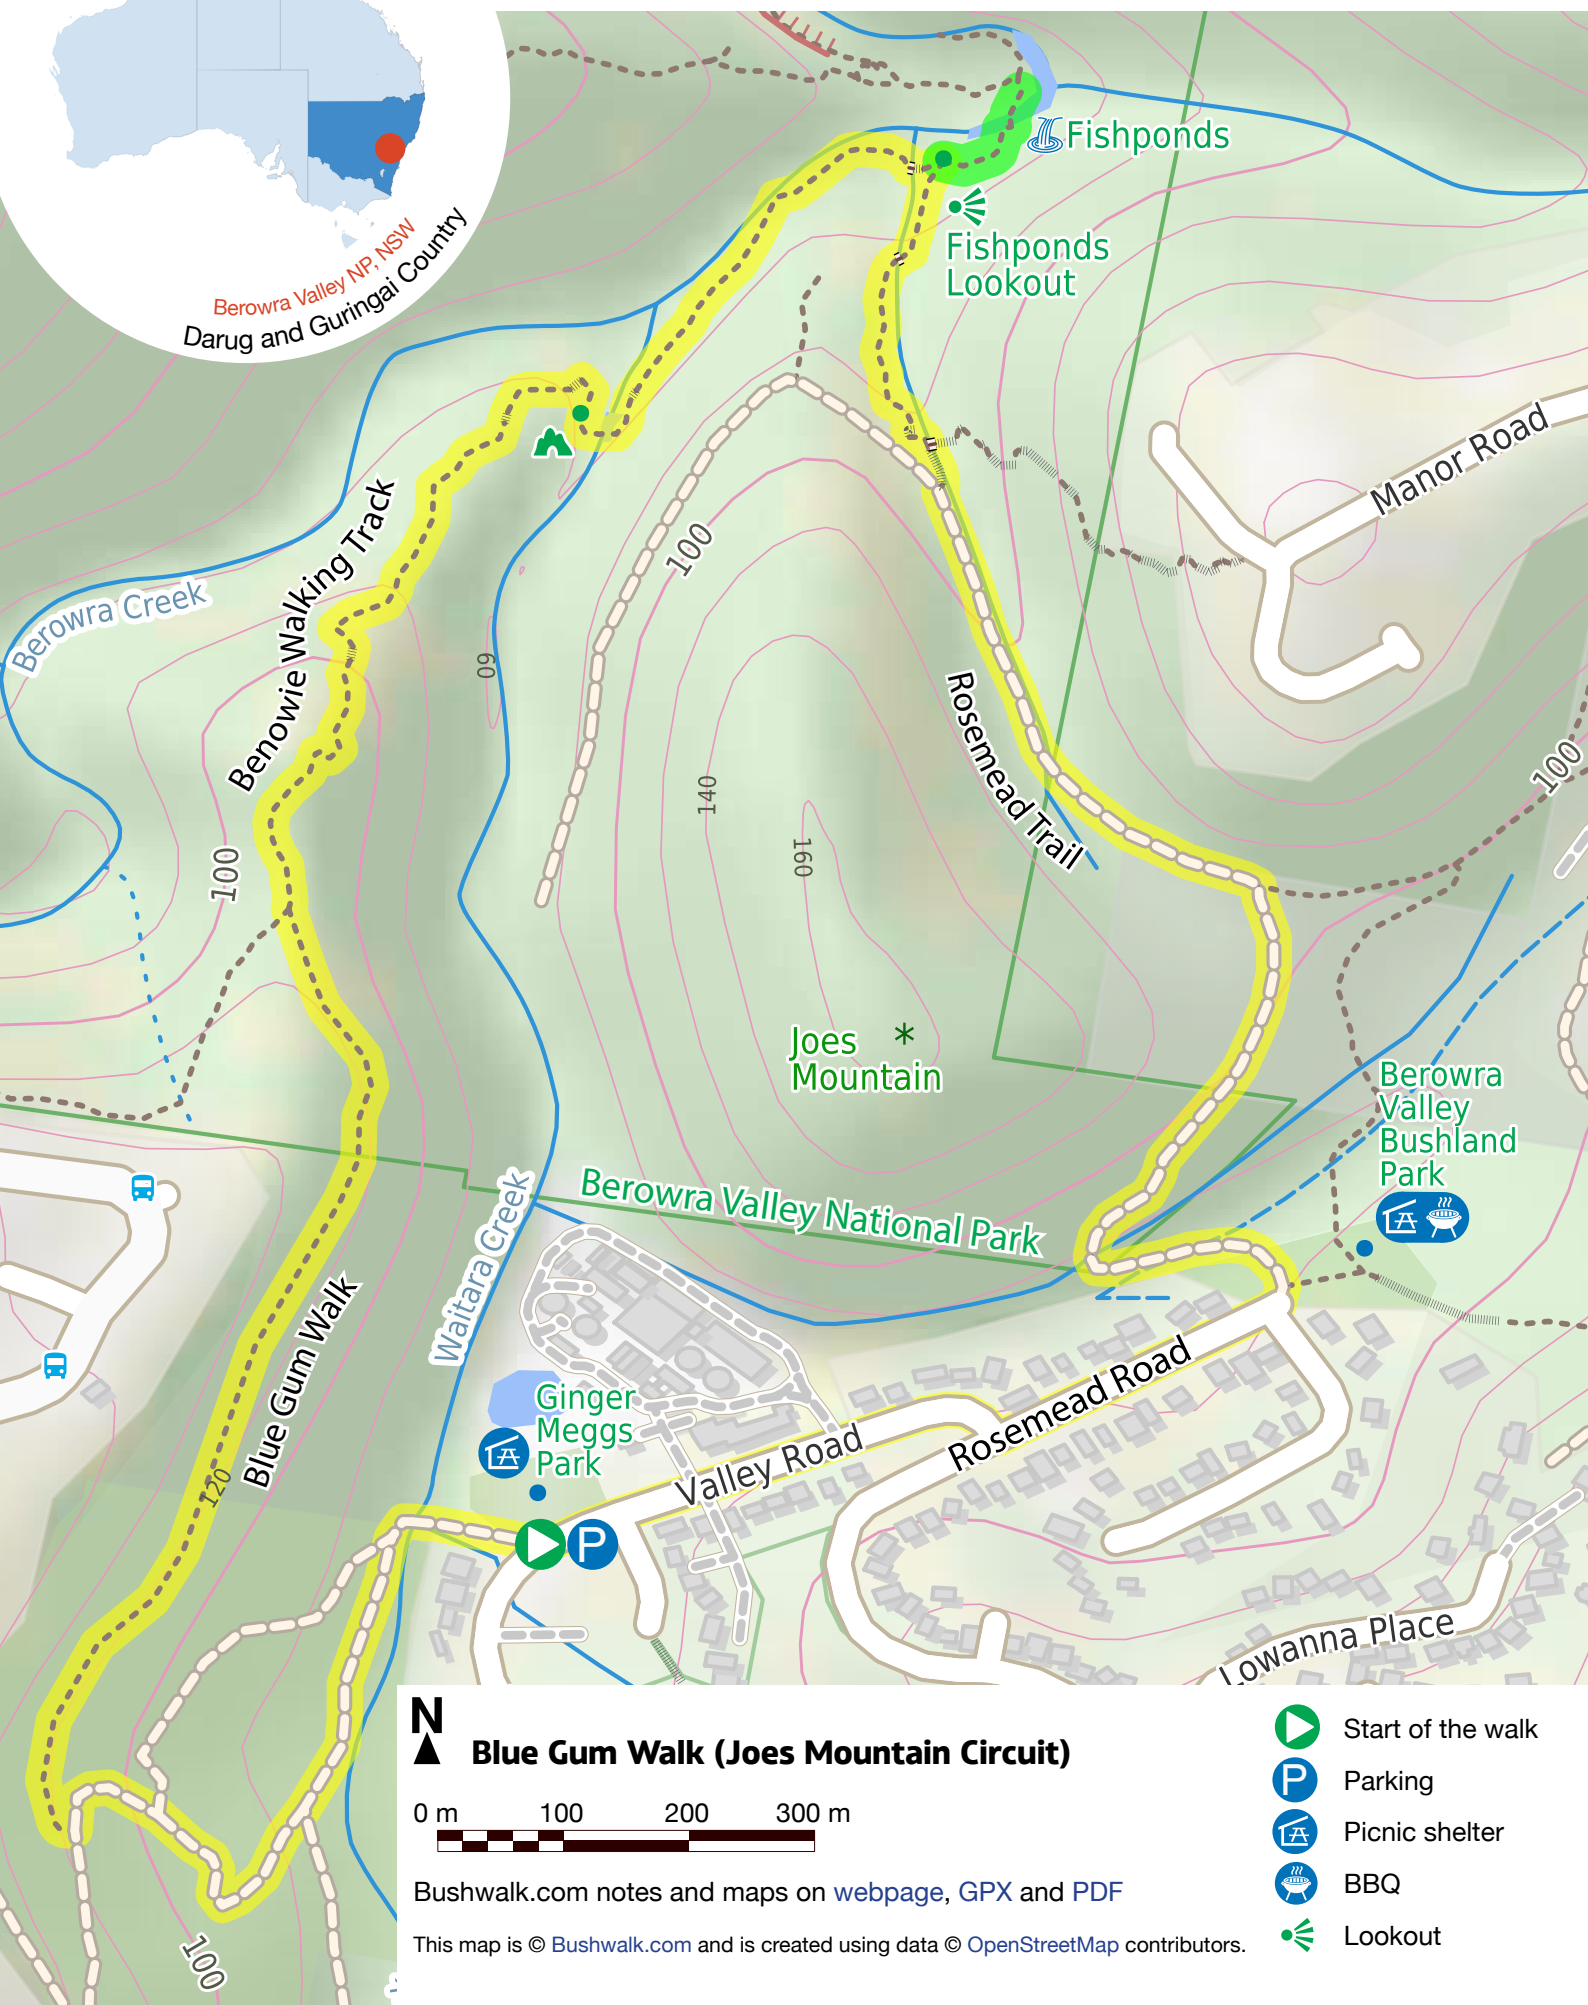 Berowra Valley NP, NSW
Darug and Guringai Country
Fishponds
Fishponds
Lookout
Manor Road
Benowie Walking Track
Berowra Creek
100
60
Rosemead Trail
100
140
160
100
Joes
Mountain
Berowra
Valley
Bushland
Park
Berowra Valley National Park
Waitara Creek
Blue Gum Walk
120
Ginger
Meggs
Park
Valley Road
Rosemead Road
P
Lowanna Place
100
N
Blue Gum Walk (Joes Mountain Circuit)
0 m 100 200 300 m
Bushwalk.com notes and maps on webpage, GPX and PDF
This map is © Bushwalk.com and is created using data © OpenStreetMap contributors.
Start of the walk
P Parking
Picnic shelter
BBQ
Lookout